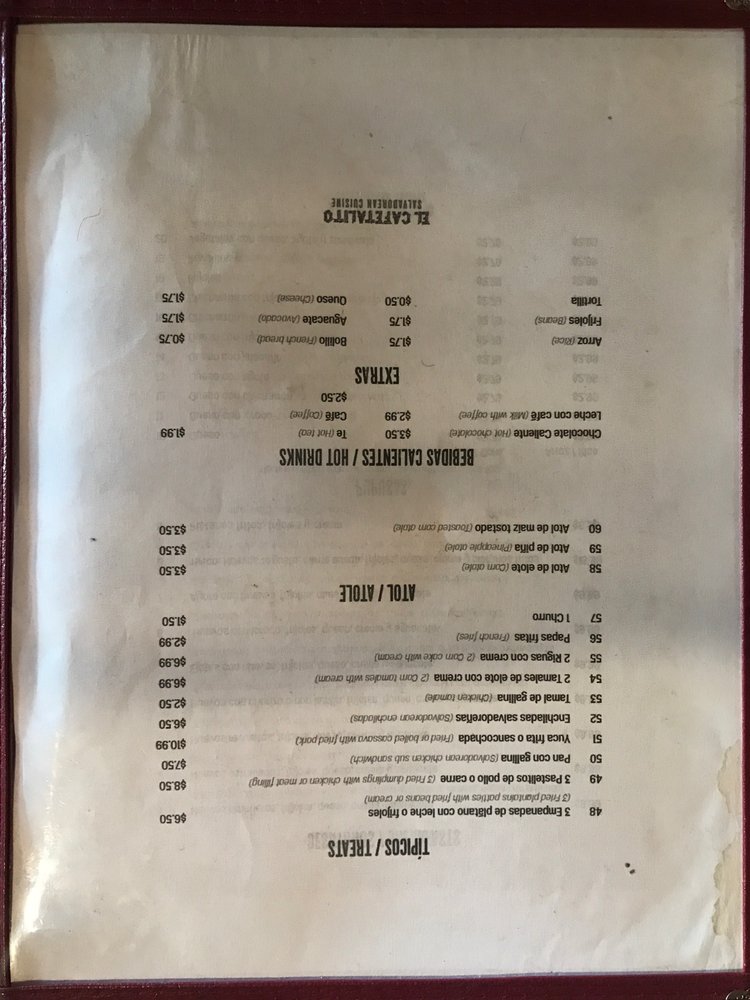 TÍPICOS / TREATS
48 3 Empanadas de plátano con leche o frijoles $6.50
(Fried plantains patties with fried beans or cream)
49 3 Pastelitos de pollo o carne (3 Fried dumplings with chicken or meat filling) $8.50
50 Pan con gallina (Salvadorean chicken sub sandwich) $7.50
51 Yuca frita o sancochada (Fried or boiled cassava with fried pork) $10.99
52 Enchiladas salvadoreñas (Salvadorean enchiladas) $6.50
53 Tamal de gallina (Chicken tamale) $2.50
54 2 Tamales de elote con crema (2 Corn tamales with cream) $6.99
55 2 Riguas con crema (2 Corn cake with cream) $6.99
56 Papas fritas (French fries) $2.99
57 1 Churro $1.50
ATOL / ATOLE
58 Atol de elote (Corn atole) $3.50
59 Atol de piña (Pineapple atole) $3.50
60 Atol de maiz tostado (Toasted corn atole) $3.50
BEBIDAS CALIENTES / HOT DRINKS
Chocolate Caliente (Hot chocolate) $3.50 Te (Hot tea) $1.99
Leche con café (Milk with coffee) $2.99 Café (Coffee)
$2.50
EXTRAS
Arroz (Rice) $1.75 Bolillo (French bread) $0.75
Frijoles (Beans) $1.75 Aguacate (Avocado) $1.75
Tortilla $0.50 Queso (Cheese) $1.75
EL CAFETALITO
SALVADOREAN CUISINE